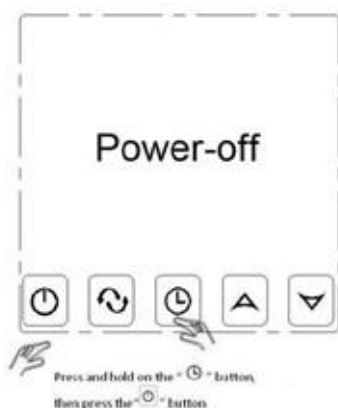 Power-off
Press and hold on the " " button,
then press the " " button